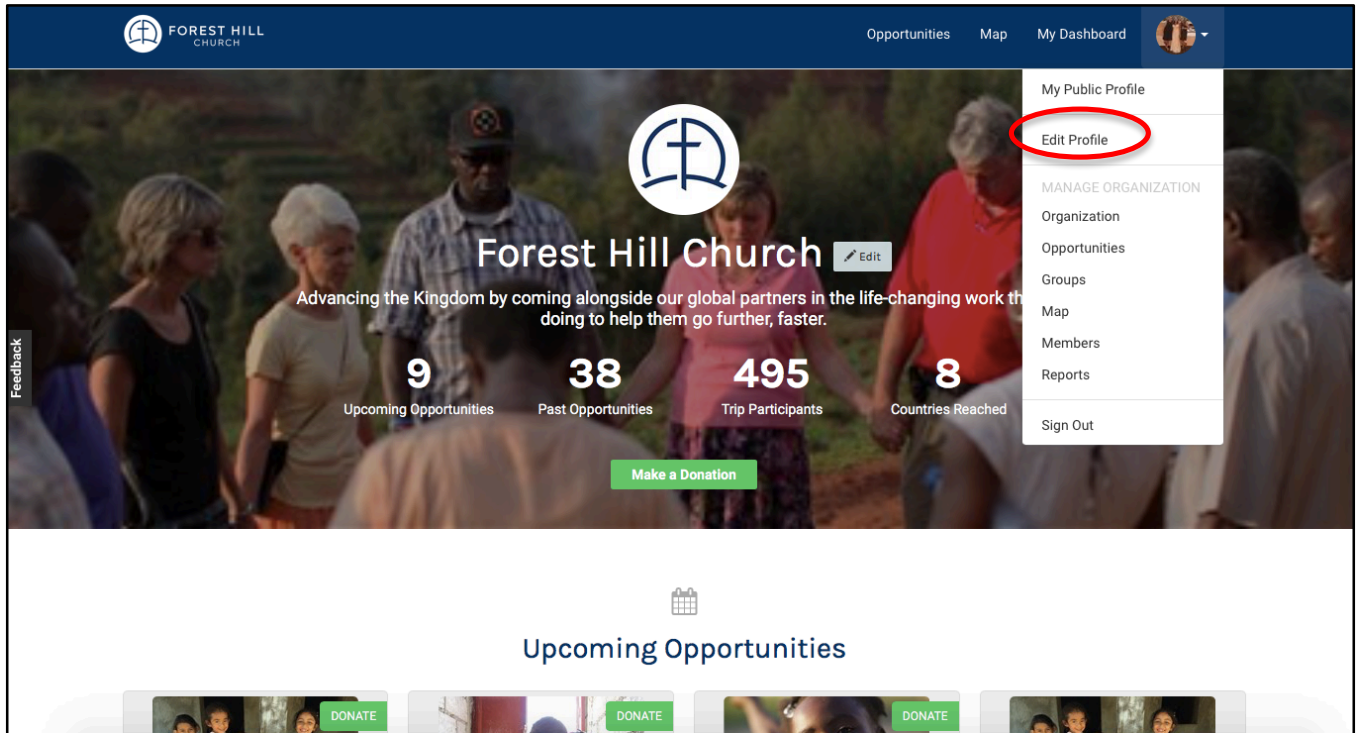 FOREST HILL
CHURCH
Opportunities Map My Dashboard
My Public Profile
Edit Profile
MANAGE ORGANIZATION
Organization
Opportunities
Groups
Map
Members
Reports
Sign Out
Forest Hill Church Edit
Advancing the Kingdom by coming alongside our global partners in the life-changing work
doing to help them go further, faster.
9 38 495 8
Upcoming Opportunities Past Opportunities Trip Participants Countries Reached
Make a Donation
Feedback
Upcoming Opportunities
DONATE DONATE DONATE